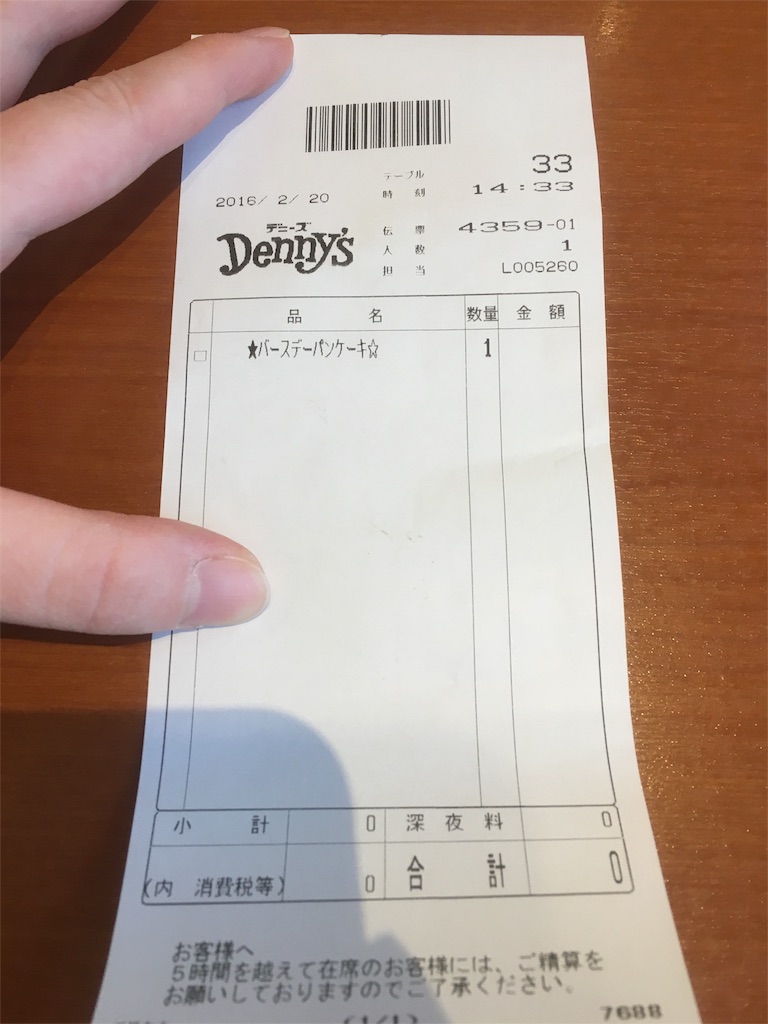 テーブル 33
2016/ 2/ 20 時 刻 14:33
デニーズ
Denny's
伝 票 4359-01
人 数 1
担 当 L005260
品 名 数量 金 額
□ ★バースデーパンケーキ☆ 1
小 計 0 深 夜 料 0
(内 消費税等) 0 合 計 0
お客様へ
5時間を越えて在席のお客様には、ご精算を
お願いしておりますのでご了承ください。
7688
(1/1)